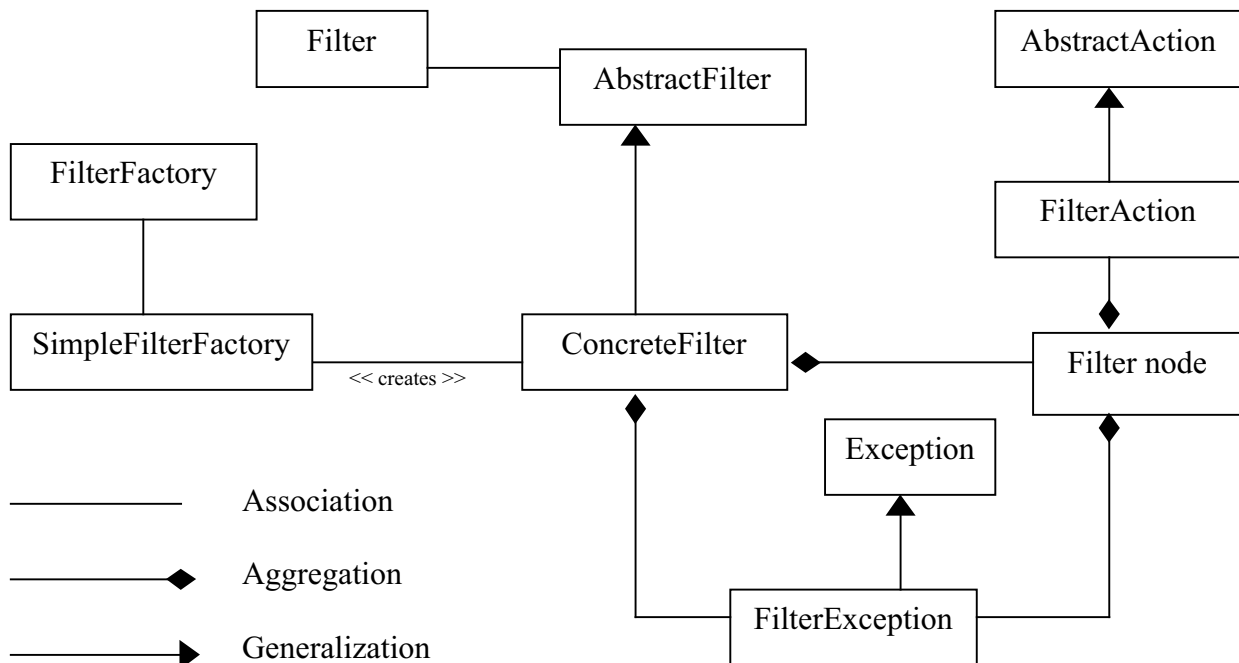 Filter
AbstractFilter
AbstractAction
FilterFactory
FilterAction
SimpleFilterFactory
<< creates >>
ConcreteFilter
Filter node
Exception
Association
Aggregation
FilterException
Generalization